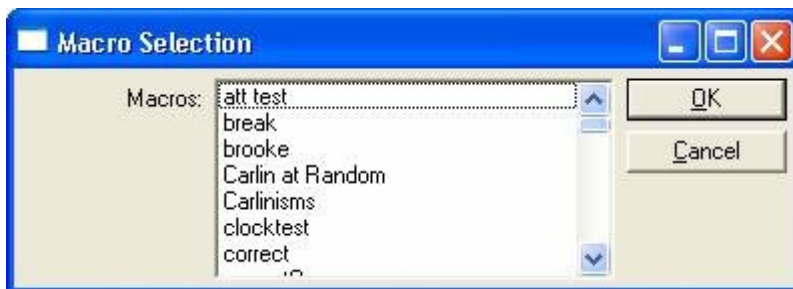 Macro Selection
Macros:
att test
break
brooke
Carlin at Random
Carlinisms
clocktest
correct
OK
Cancel